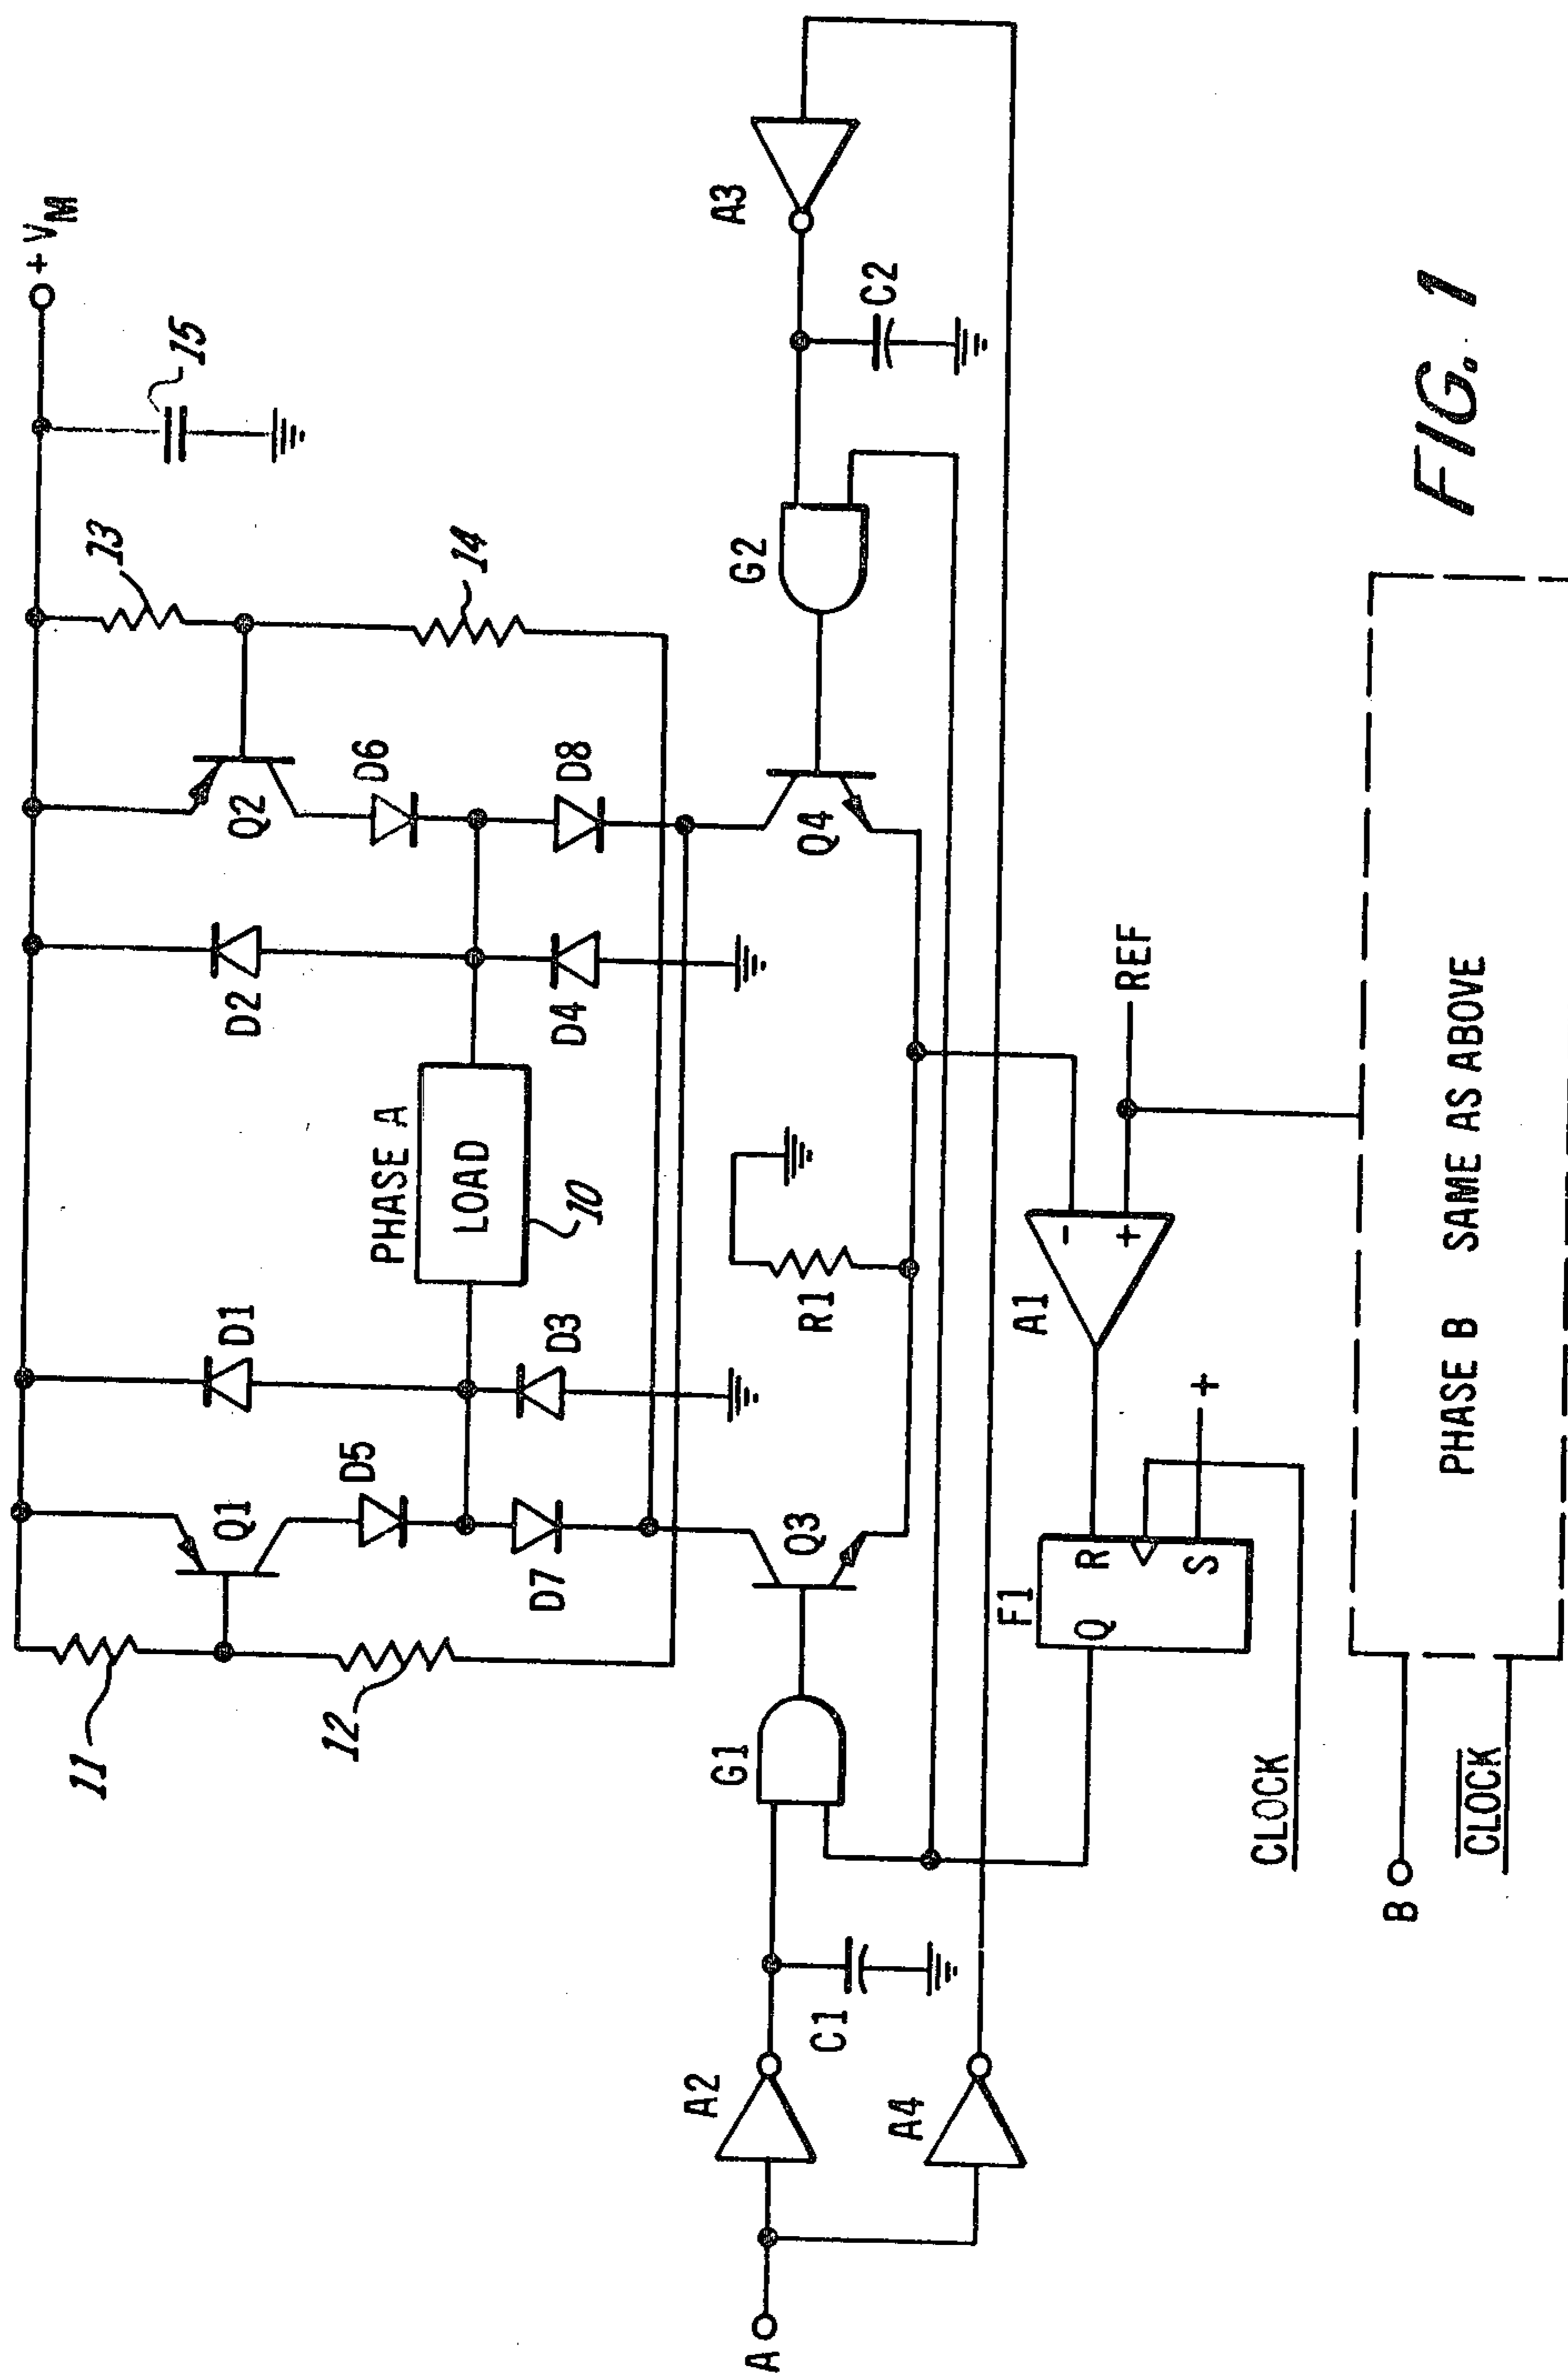 +VM
15
13
14
11
12
Q1
D5
D1
D2
Q2
D6
PHASE A
LOAD
10
D7
D3
D4
D8
A2
C1
G1
Q3
R1
Q4
G2
C2
A3
A
A4
F1
Q
R
S
+
A1
-
+
REF
CLOCK
B
CLOCK
PHASE B SAME AS ABOVE
FIG. 1